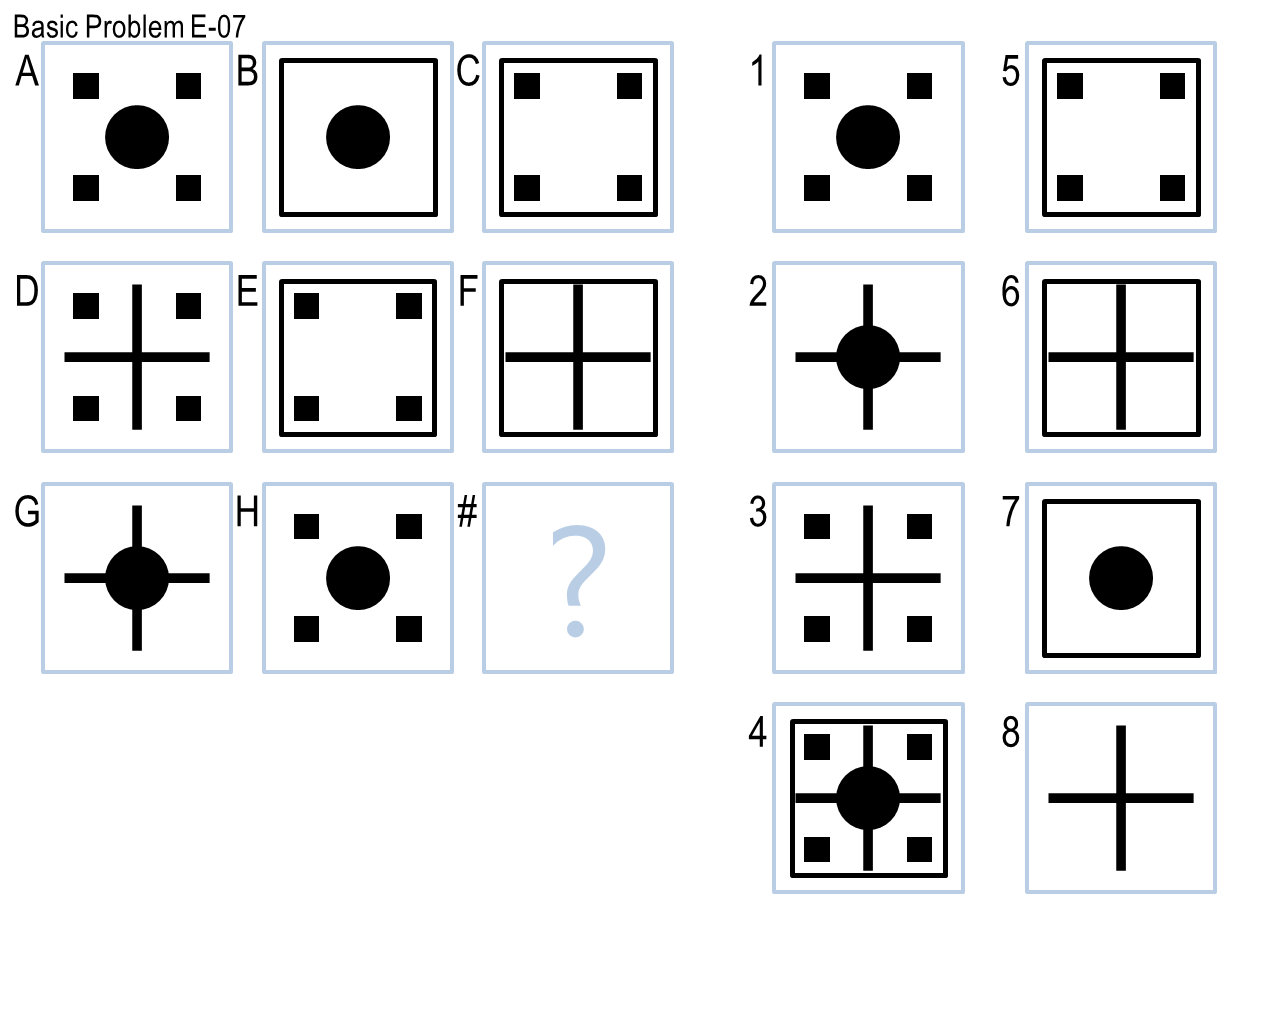 Basic Problem E-07
A B C 1 5
D E F 2 6
G H # ? 3 7
4 8